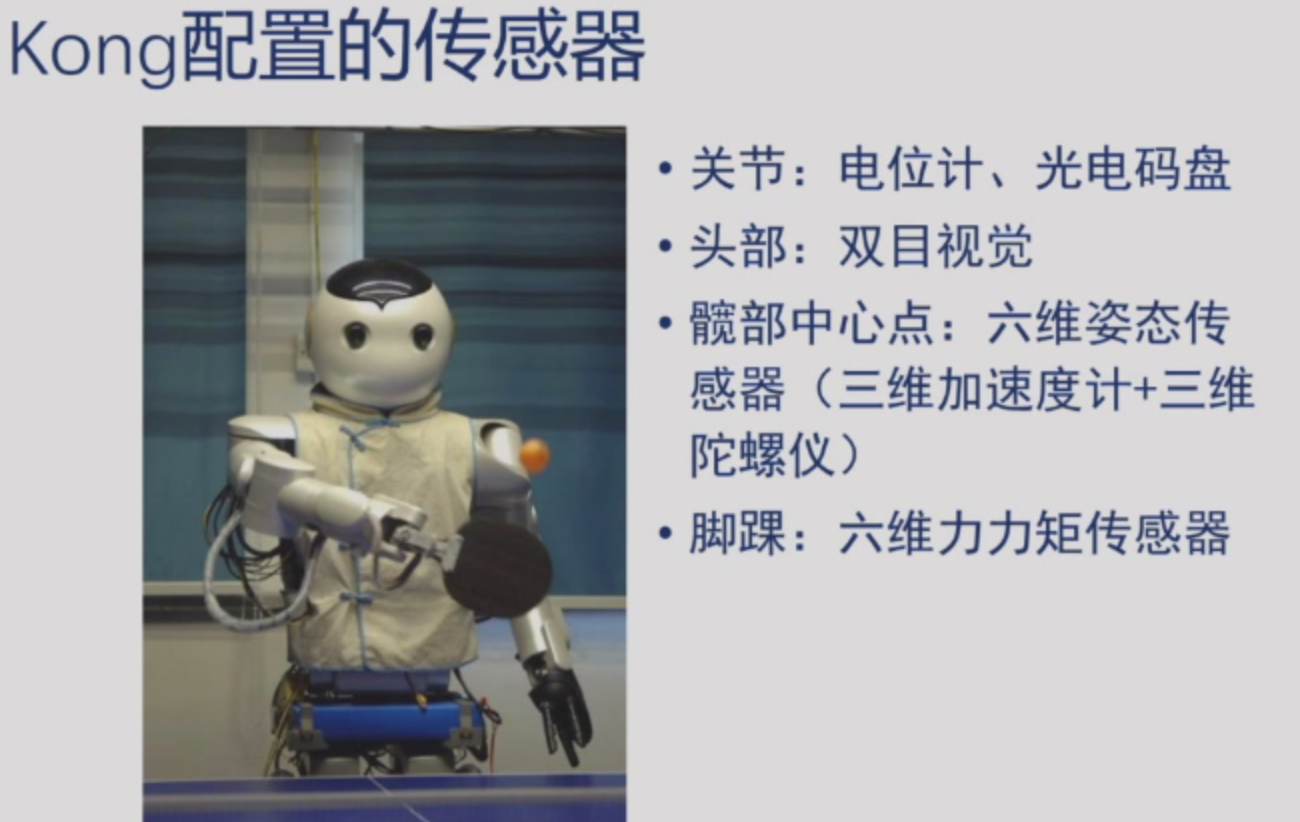 Kong配置的传感器
• 关节：电位计、光电码盘
• 头部：双目视觉
• 髋部中心点：六维姿态传
感器（三维加速度计+三维
陀螺仪）
• 脚踝：六维力力矩传感器